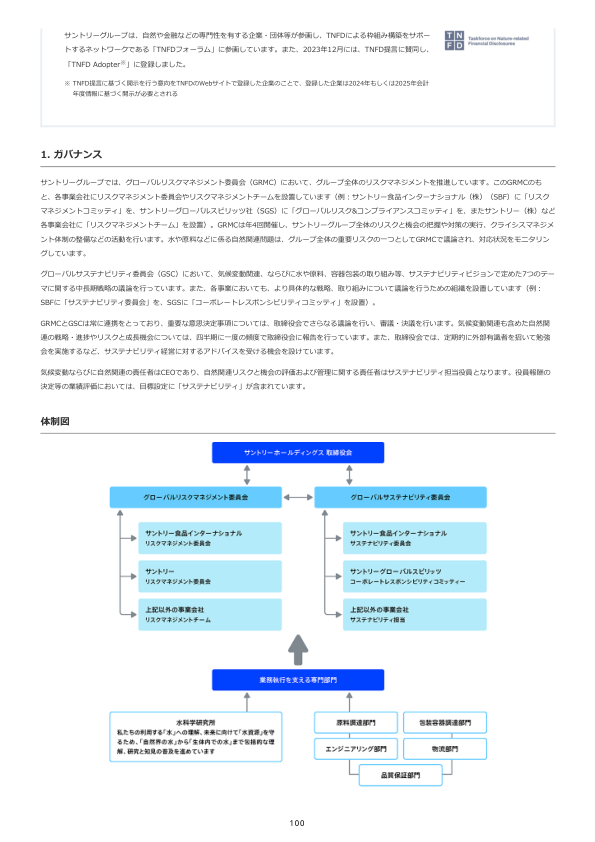 サントリーグループは、自然や金融などの専門性を有する企業・団体等が参画し、TNFDによる枠組み構築をサポー
トするネットワークである「TNFDフォーラム」に参画しています。また、2023年12月には、TNFD提言に賛同し、
「TNFD Adopter※」に登録しました。
TN
FD
Taskforce on Nature-related
Financial Disclosures
※ TNFD提言に基づく開示を行う意向をTNFDのWebサイトで登録した企業のことで、登録した企業は2024年もしくは2025年会計
年度情報に基づく開示が必要とされる
1. ガバナンス
サントリーグループでは、グローバルリスクマネジメント委員会（GRMC）において、グループ全体のリスクマネジメントを推進しています。このGRMCのも
と、各事業会社にリスクマネジメント委員会やリスクマネジメントチームを設置しています（例：サントリー食品インターナショナル（株）（SBF）に「リスク
マネジメントコミッティ」を、サントリーグローバルスピリッツ社（SGS）に「グローバルリスク&コンプライアンスコミッティ」を、またサントリー（株）など
各事業会社に「リスクマネジメントチーム」を設置）。GRMCは年4回開催し、サントリーグループのリスクと機会の把握や対策の実行、クライシスマネジメ
ント体制の整備などの活動を行います。水や原料などに係る自然関連問題は、グループ全体の重要リスクの一つとしてGRMCで議論され、対応状況をモニタリン
グしています。
グローバルサステナビリティ委員会（GSC）において、気候変動関連、ならびに水や原料、容器包装の取り組み等、サステナビリティビジョンで定めた7つのテー
マに関する中長期戦略の議論を行っています。また、各事業においても、より具体的な戦略、取り組みについて議論を行うための組織を設置しています（例：
SBFに「サステナビリティ委員会」を、SGSに「コーポレートレスポンシビリティコミッティ」を設置）。
GRMCとGSCは常に連携をとっており、重要な意思決定事項については、取締役会でさらなる議論を行い、審議・決議を行います。気候変動関連も含めた自然関
連の戦略・進捗やリスクと成長機会については、四半期に一度の頻度で取締役会に報告を行っています。また、取締役会では、定期的に外部有識者を招いて勉強
会を実施するなど、サステナビリティ経営に対するアドバイスを受ける機会を設けています。
気候変動ならびに自然関連の責任者はCEOであり、自然関連リスクと機会の評価および管理に関する責任者はサステナビリティ担当役員となります。役員報酬の
決定等の業績評価においては、目標設定に「サステナビリティ」が含まれています。
体制図
サントリーホールディングス 取締役会
グローバルリスクマネジメント委員会
グローバルサステナビリティ委員会
サントリー食品インターナショナル
リスクマネジメント委員会
サントリー食品インターナショナル
サステナビリティ委員会
サントリー
リスクマネジメント委員会
サントリーグローバルスピリッツ
コーポレートレスポンシビリティコミッティー
上記以外の事業会社
リスクマネジメントチーム
上記以外の事業会社
サステナビリティ担当
業務執行を支える専門部門
水科学研究所
私たちの利用する「水」への理解、未来に向けて「水資源」を守
るため、「自然界の水」から「生体内での水」まで包括的な理
解、研究と知見の普及を進めています
原料調達部門
包装容器調達部門
エンジニアリング部門
物流部門
品質保証部門
100